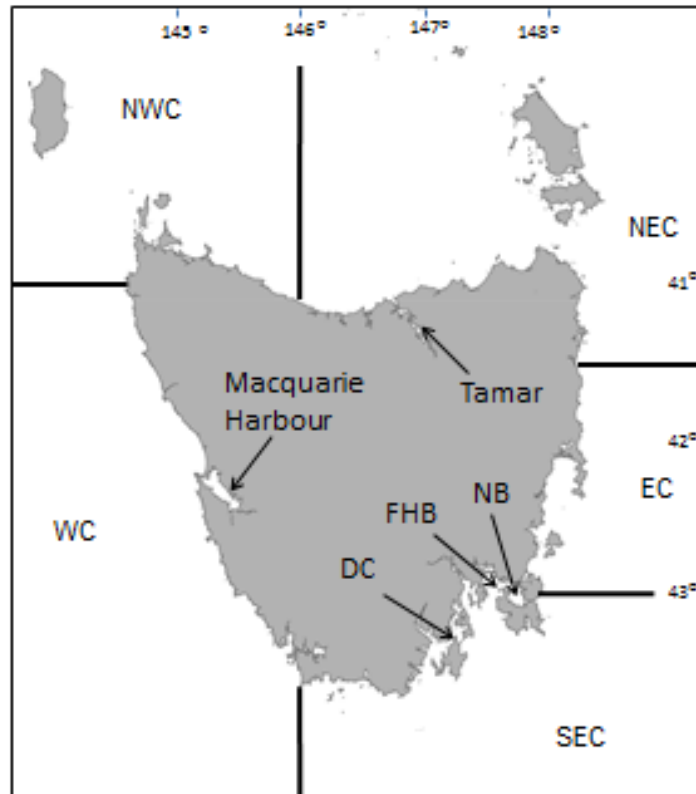 145 °
146°
147°
148°
NWC
NEC
41°
Macquarie
Harbour
Tamar
42°
EC
WC
FHB
NB
DC
43°
SEC